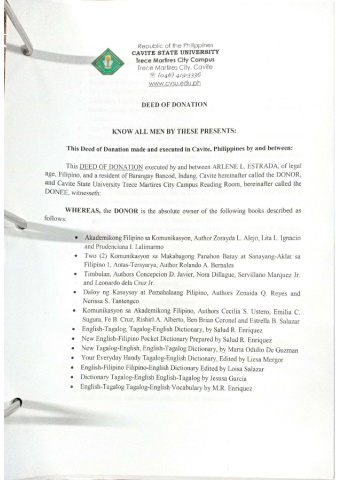 Republic of the Philippines
CAVITE STATE UNIVERSITY
Trece Martires City Campus
Trece Martires City, Cavite
☏ (046) 419-3336
www.cvsu.edu.ph
DEED OF DONATION
KNOW ALL MEN BY THESE PRESENTS:
This Deed of Donation made and executed in Cavite, Philippines by and between:
This DEED OF DONATION executed by and between ARLENE L. ESTRADA, of legal
age, Filipino, and a resident of Barangay Bancod, Indang, Cavite hereinafter called the DONOR,
and Cavite State University Trece Martires City Campus Reading Room, hereinafter called the
DONEE, witnesseth:
WHEREAS, the DONOR is the absolute owner of the following books described as
follows:
• Akademikong Filipino sa Komunikasyon, Author Zorayda L. Alejo, Lita L. Ignacio
and Prudenciana I. Lalimarmo
• Two (2) Komunikasyon sa Makabagong Panahon Batay at Sanayang-Aklat sa
Filipino 1, Antas-Tersyarya, Author Rolando A. Bernales
• Timbulan, Authors Concepcion D. Javier, Nora Dillague, Servillano Marquez Jr.
and Leonardo dela Cruz Jr.
• Daloy ng Kasaysay at Pamahalaang Pilipino, Authors Zenaida Q. Reyes and
Nerissa S. Tantengco
• Komunikasyon sa Akademikong Filipino, Authors Cecilia S. Ustero, Emilia C.
Sugura, Fe B. Cruz, Rishirl A. Alberto, Ben Brian Coronel and Estrella B. Salazar
• English-Tagalog, Tagalog-English Dictionary, by Salud R. Enriquez
• New English-Filipino Pocket Dictionary Prepared by Salud R. Enriquez
• New Tagalog-English, English-Tagalog Dictionary, by Maria Odulio De Guzman
• Your Everyday Handy Tagalog-English Dictionary, Edited by Liesa Mergoe
• English-Filipino Filipino-English Dictionary Edited by Loisa Salazar
• Dictionary Tagalog-English English-Tagalog by Jesusa Garcia
• English-Tagalog Tagalog-English Vocabulary by M.R. Enriquez